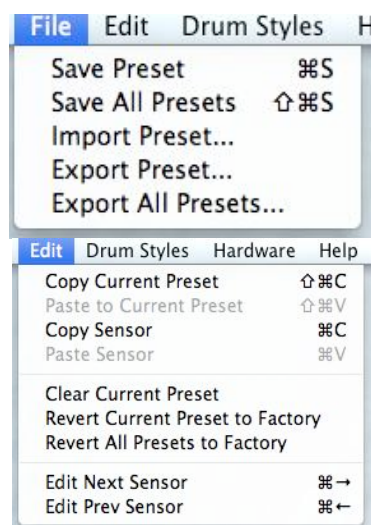 File Edit Drum Styles
Save Preset ⌘S
Save All Presets ⇧⌘S
Import Preset...
Export Preset...
Export All Presets...
Edit Drum Styles Hardware Help
Copy Current Preset ⇧⌘C
Paste to Current Preset ⇧⌘V
Copy Sensor ⌘C
Paste Sensor ⌘V
Clear Current Preset
Revert Current Preset to Factory
Revert All Presets to Factory
Edit Next Sensor ⌘→
Edit Prev Sensor ⌘←